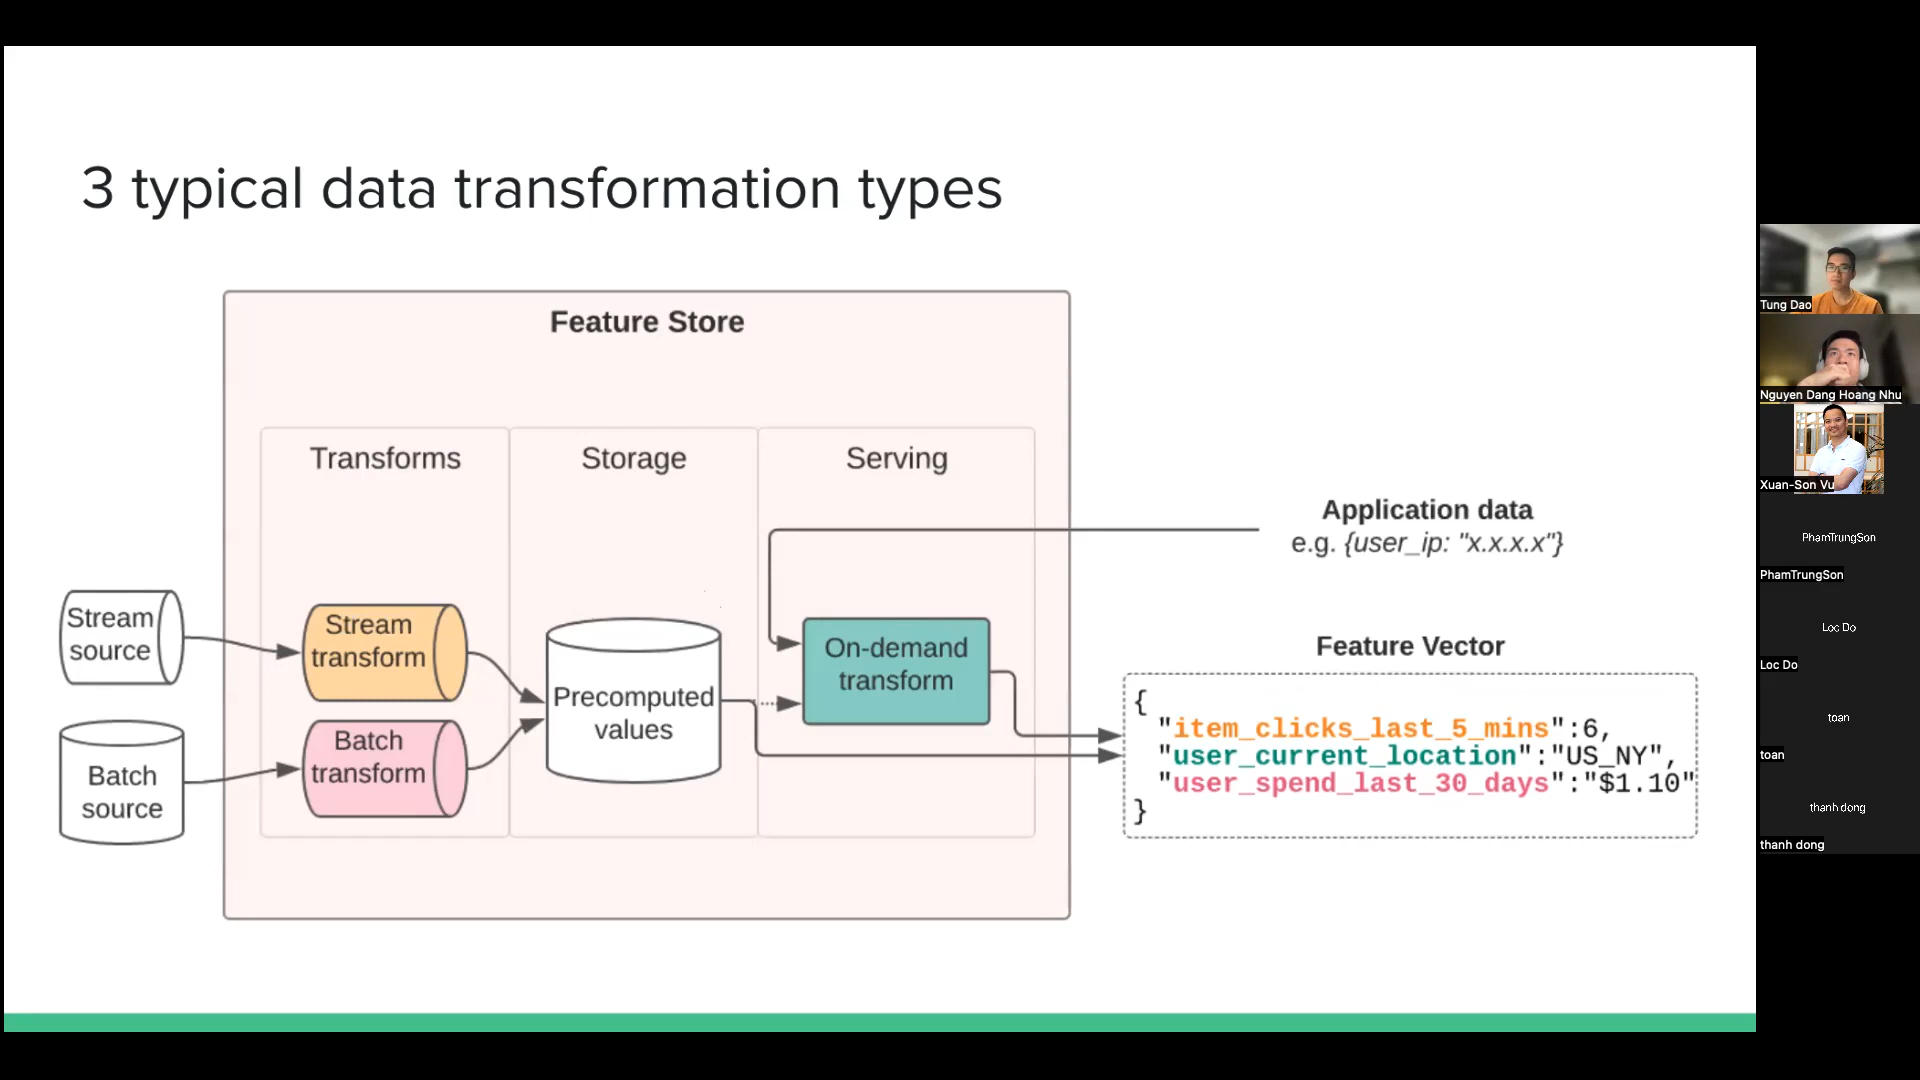 3 typical data transformation types
Feature Store
Transforms
Storage
Serving
Application data
e.g. {user_ip: "x.x.x.x"}
Stream
source
Stream
transform
Batch
source
Batch
transform
Precomputed
values
On-demand
transform
Feature Vector
{
"item_clicks_last_5_mins":6,
"user_current_location":"US_NY",
"user_spend_last_30_days":"$1.10"
}
Tung Dao
Nguyen Dang Hoang Nhu
Xuan-Son Vu
PhamTrungSon
PhamTrungSon
Loc Do
Loc Do
toan
toan
thanh dong
thanh dong